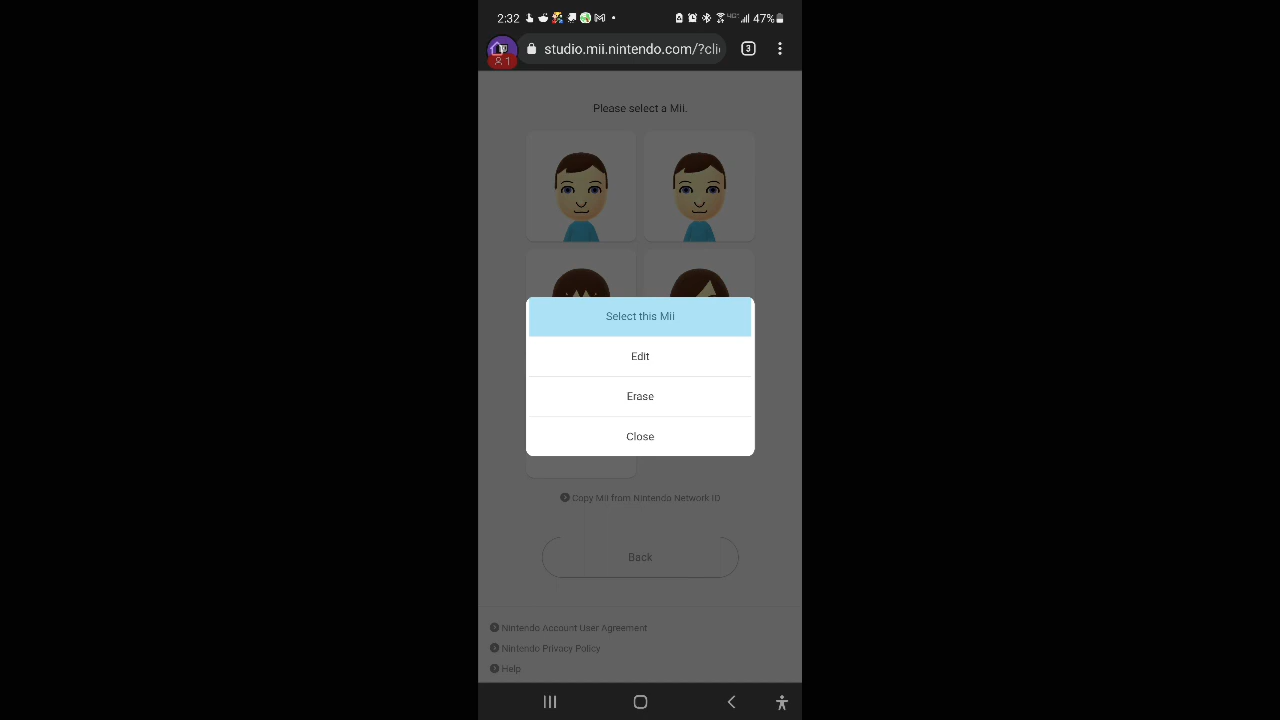 2:32 47%
1 studio.mii.nintendo.com/?cli 3
Please select a Mii.
Select this Mii
Edit
Erase
Close
Copy Mii from Nintendo Network ID
Back
Nintendo Account User Agreement
Nintendo Privacy Policy
Help